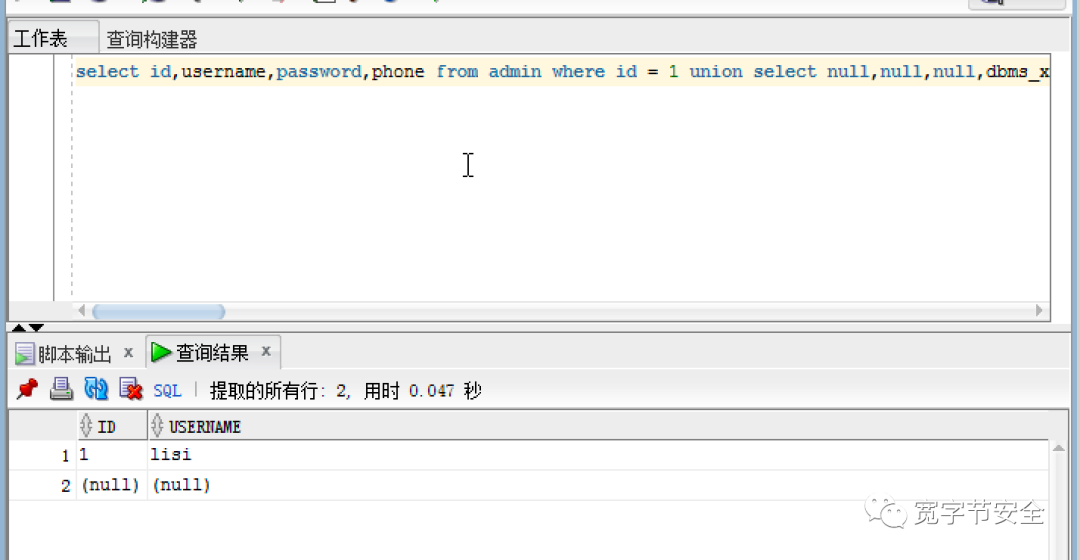 工作表 查询构建器
select id,username,password,phone from admin where id = 1 union select null,null,null,dbms_x
脚本输出 x 查询结果 x
SQL | 提取的所有行: 2, 用时 0.047 秒
ID USERNAME
1 1 lisi
2 (null) (null)
宽字节安全